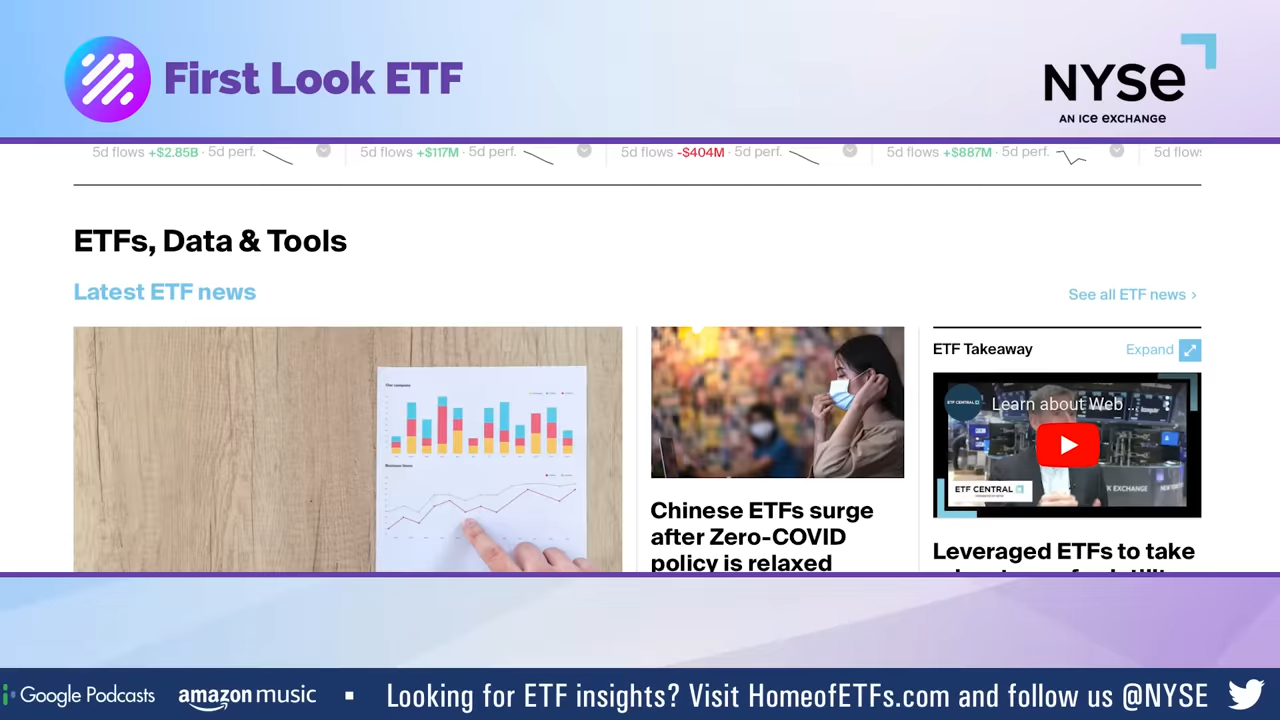 First Look ETF
NYSE
AN ICE EXCHANGE
5d flows +$2.85B · 5d perf.
5d flows +$117M · 5d perf.
5d flows -$404M · 5d perf.
5d flows +$887M · 5d perf.
5d flows
ETFs, Data & Tools
Latest ETF news
See all ETF news ›
Chinese ETFs surge
after Zero-COVID
policy is relaxed
ETF Takeaway
Expand
ETF CENTRAL
Learn about Web ...
ETF CENTRAL
Leveraged ETFs to take
Google Podcasts
amazon music
Looking for ETF insights? Visit HomeofETFs.com and follow us @NYSE